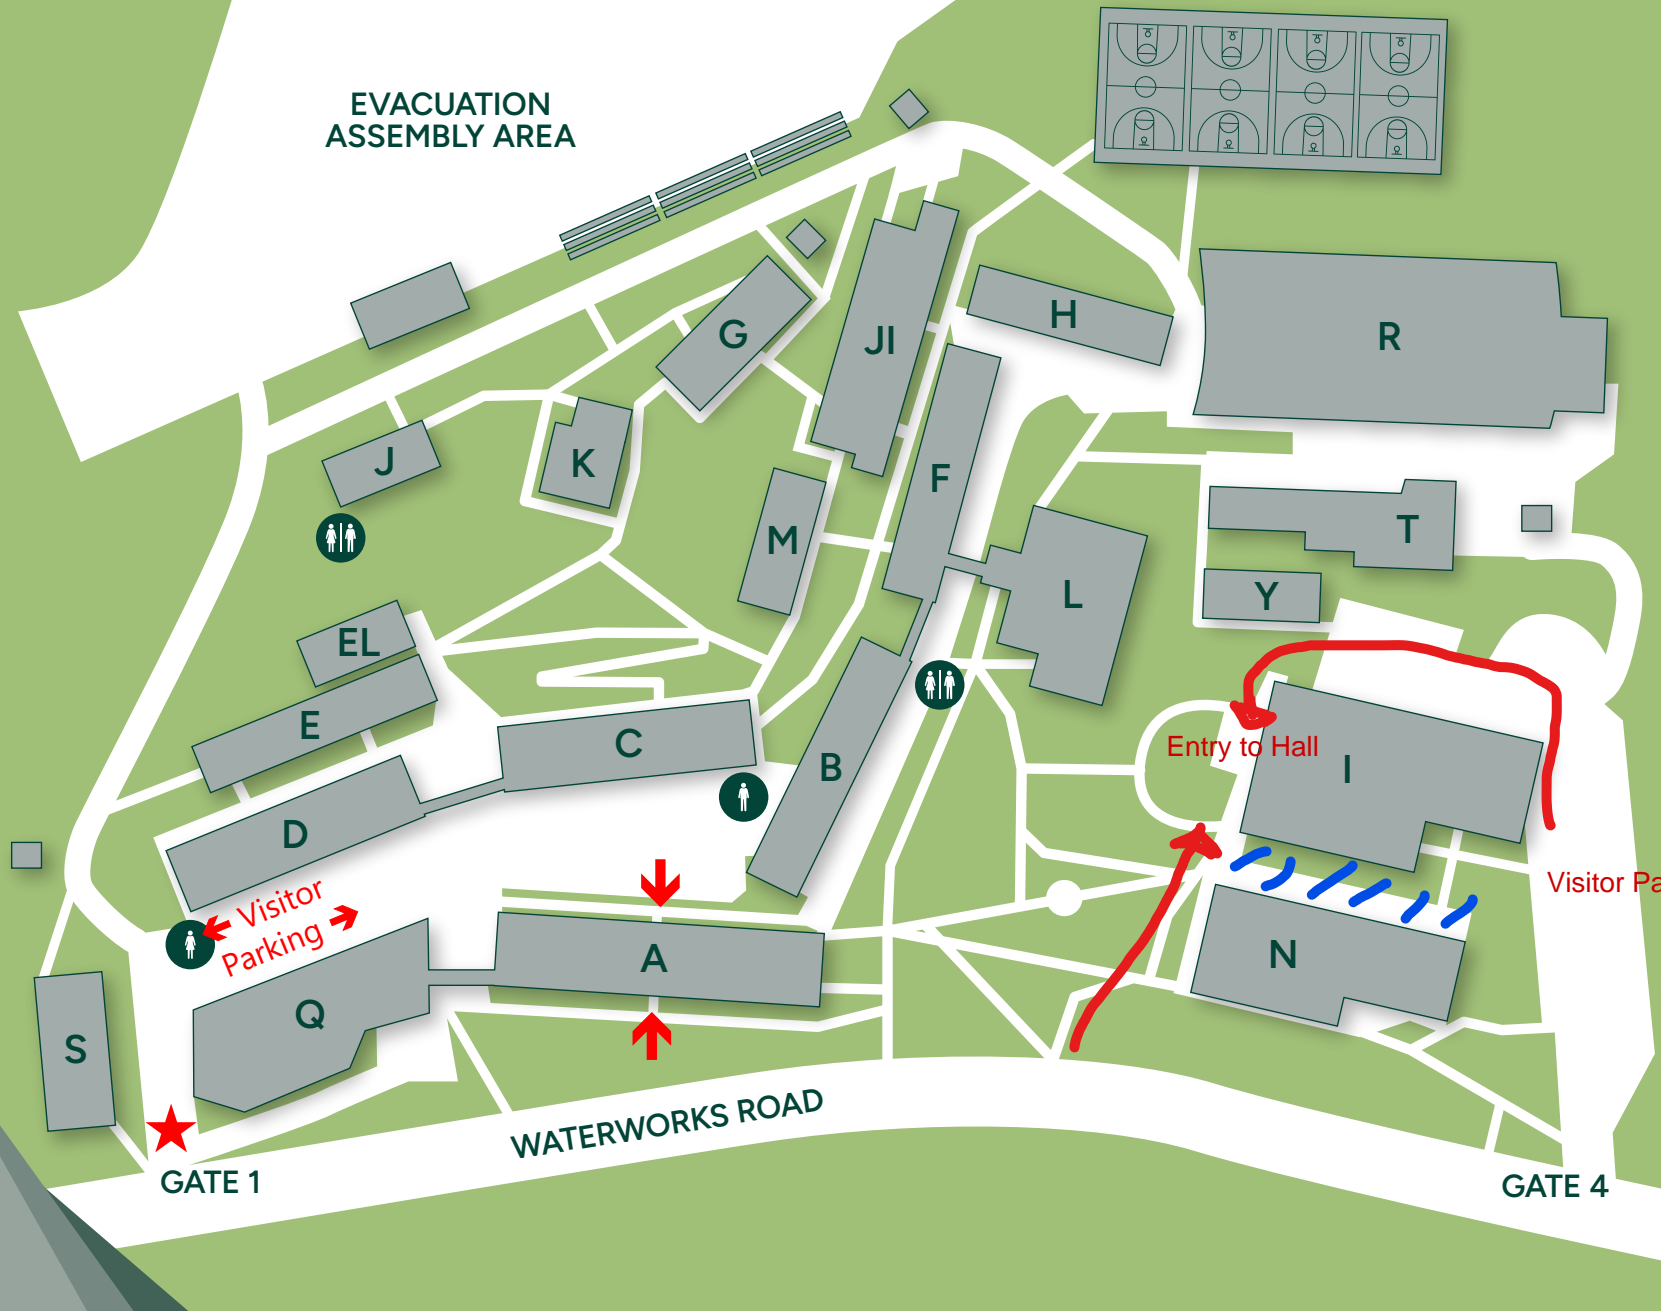 EVACUATION
ASSEMBLY AREA
G
JI
H
R
J
K
F
M
T
L
Y
EL
E
C
B
Entry to Hall
I
D
Visitor
Parking
Visitor Pa
A
N
Q
S
WATERWORKS ROAD
GATE 1
GATE 4